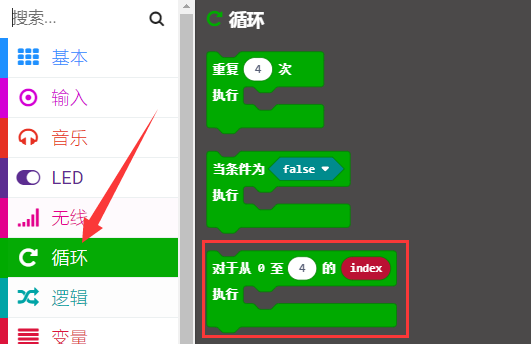 搜索...
基本
输入
音乐
LED
无线
循环
逻辑
变量
循环
重复 4 次
执行
当条件为 false
执行
对于从 0 至 4 的 index
执行